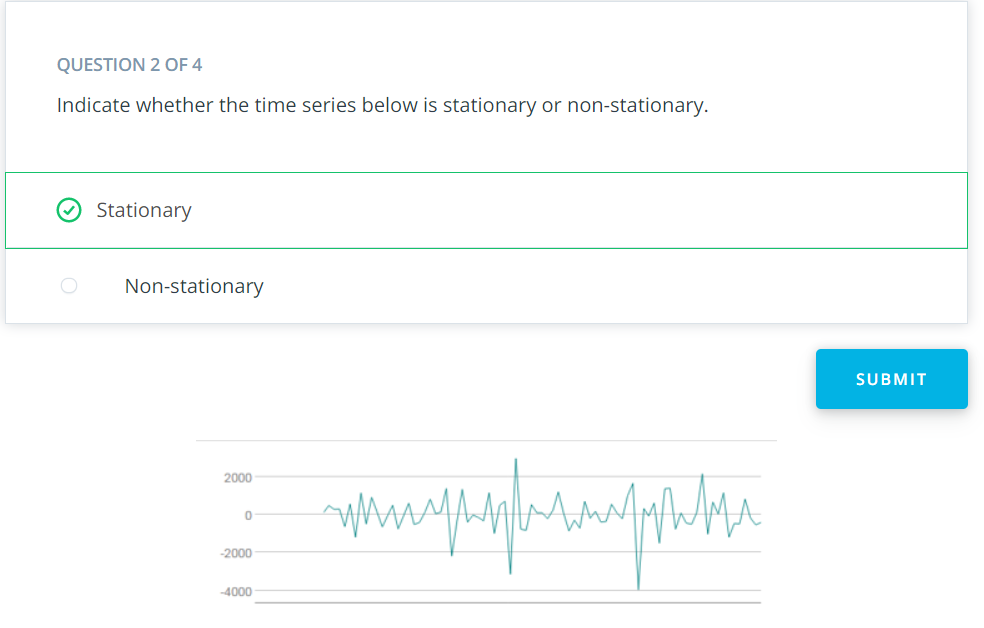 QUESTION 2 OF 4
Indicate whether the time series below is stationary or non-stationary.
Stationary
Non-stationary
SUBMIT
2000
0
-2000
-4000